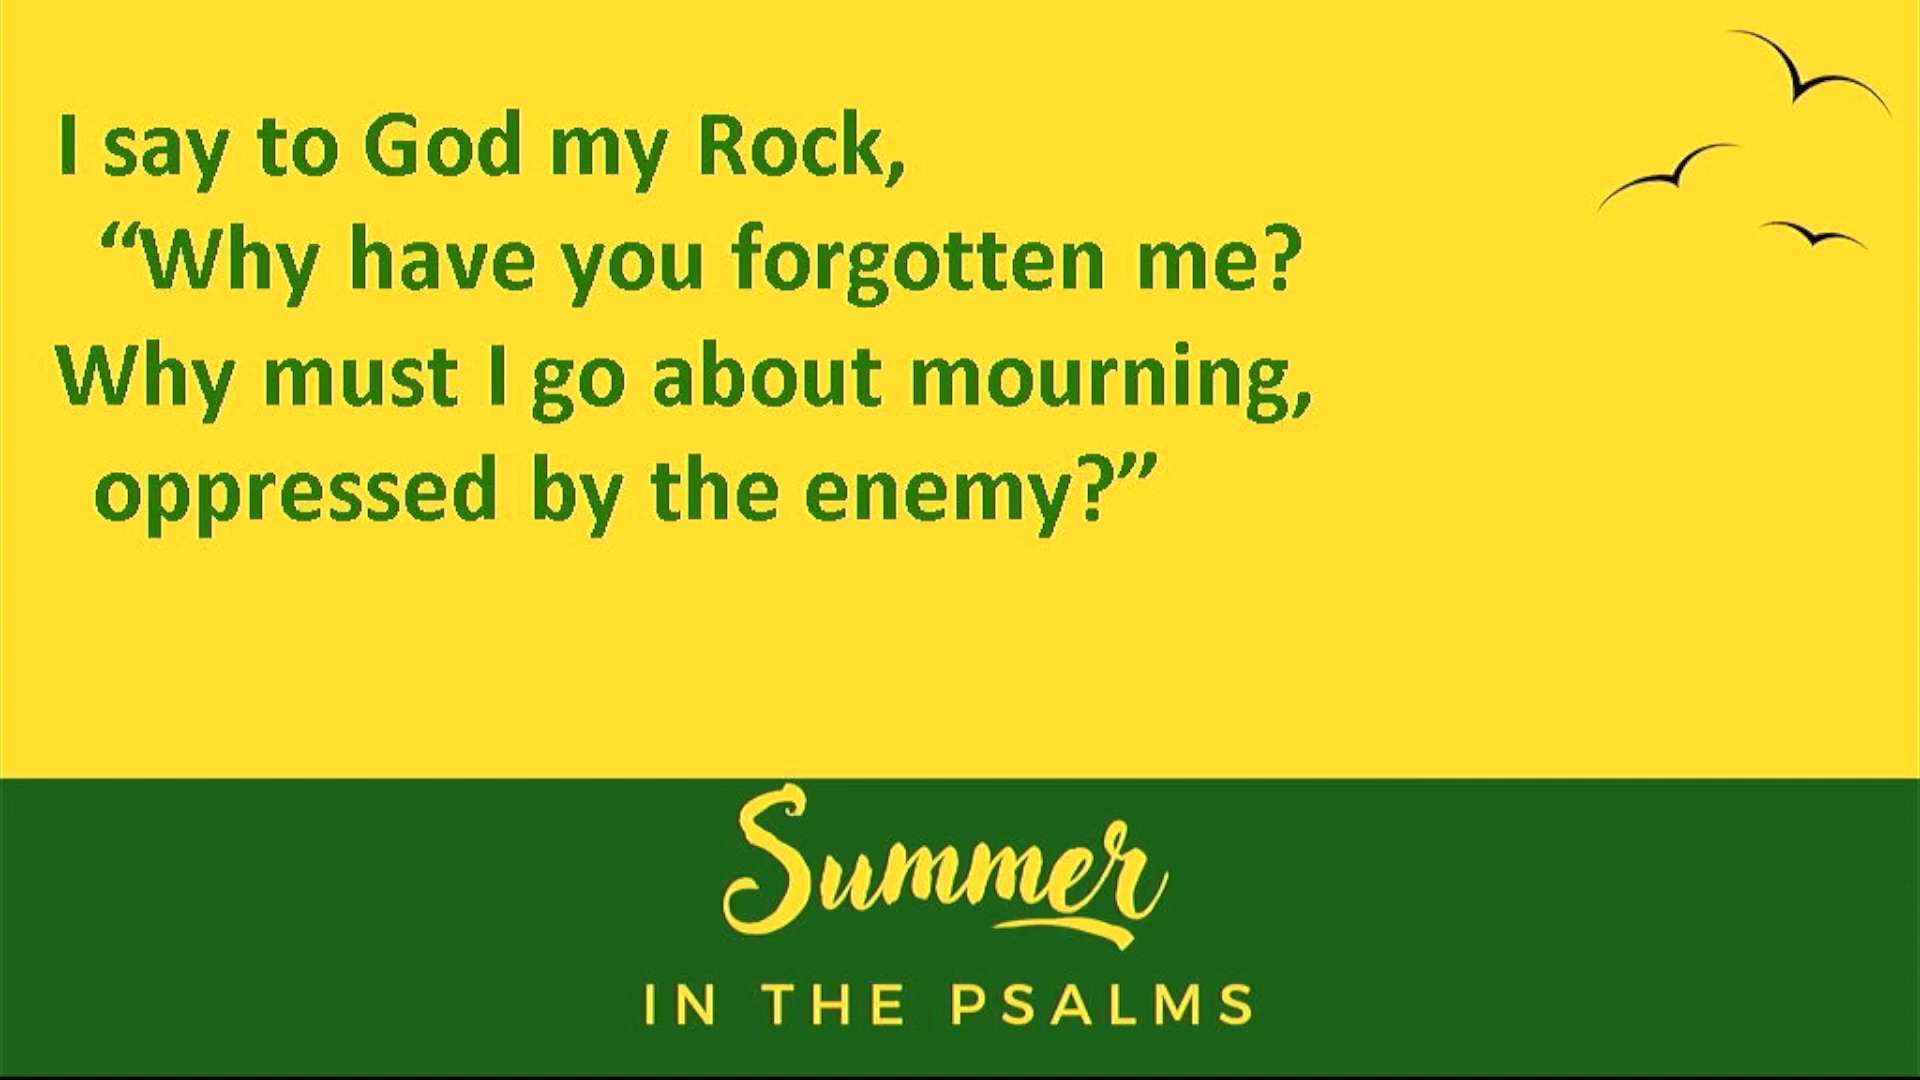 I say to God my Rock,
“Why have you forgotten me?
Why must I go about mourning,
oppressed by the enemy?”
Summer
IN THE PSALMS